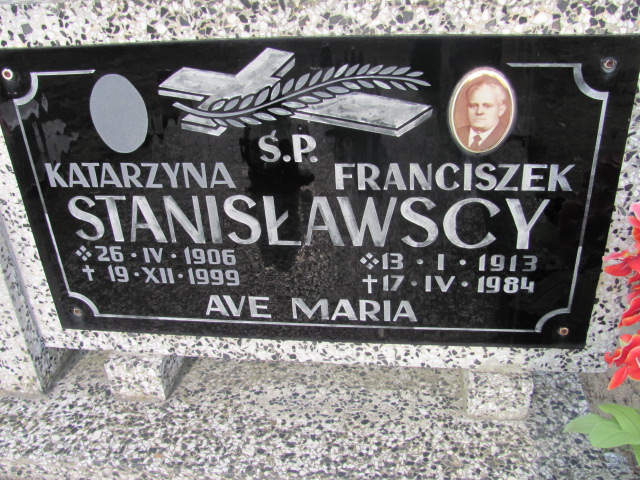 Ś.P.
KATARZYNA FRANCISZEK
STANISŁAWSCY
26·IV·1906 13·I·1913
† 19·XII·1999 † 17·IV·1984
AVE MARIA